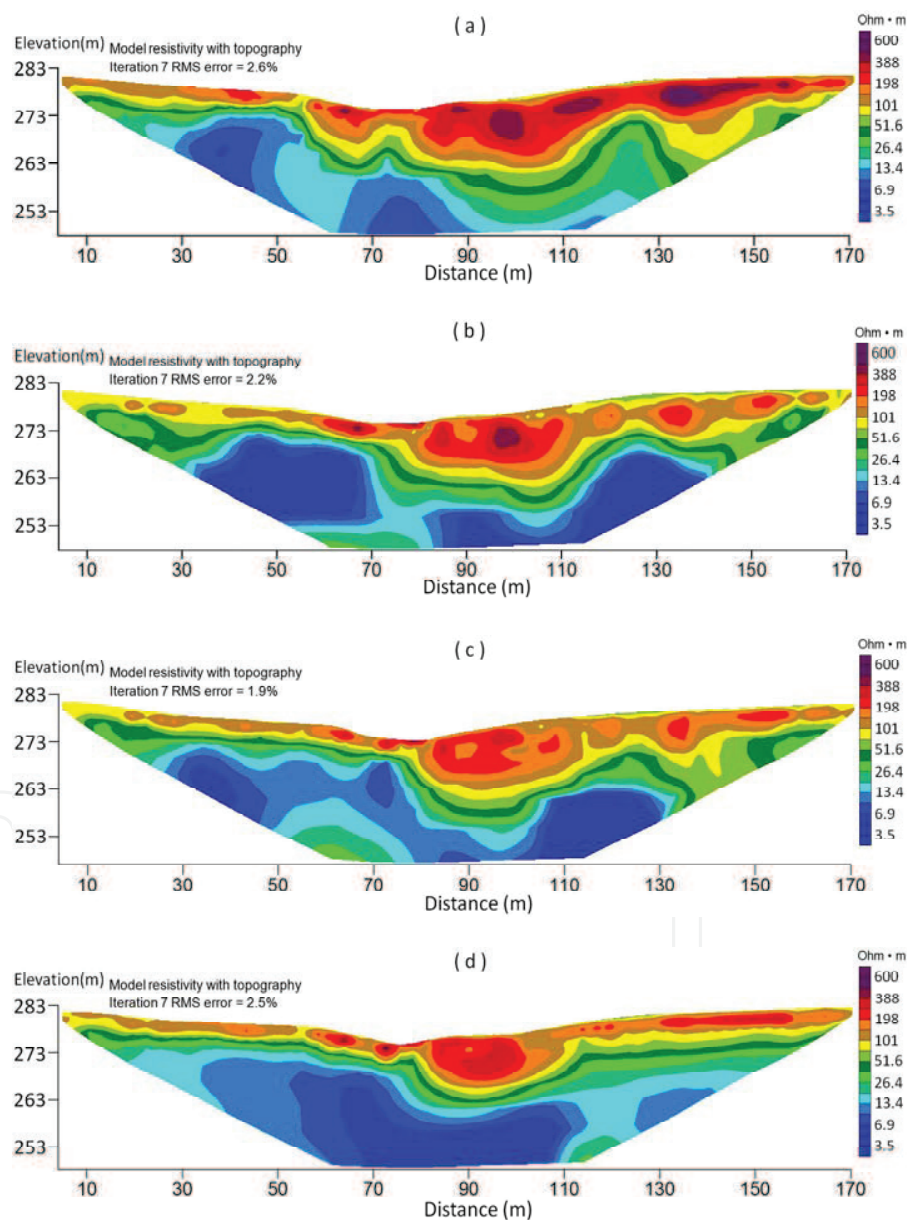 ( a )
Ohm • m
Elevation(m) Model resistivity with topography
Iteration 7 RMS error = 2.6%
600
388
198
101
51.6
26.4
13.4
6.9
3.5
283
273
263
253
10 30 50 70 90 110 130 150 170
Distance (m)
( b )
Ohm • m
Elevation(m) Model resistivity with topography
Iteration 7 RMS error = 2.2%
600
388
198
101
51.6
26.4
13.4
6.9
3.5
283
273
263
253
10 30 50 70 90 110 130 150 170
Distance (m)
( c )
Ohm • m
Elevation(m) Model resistivity with topography
Iteration 7 RMS error = 1.9%
600
388
198
101
51.6
26.4
13.4
6.9
3.5
283
273
263
253
10 30 50 70 90 110 130 150 170
Distance (m)
( d )
Ohm • m
Elevation(m) Model resistivity with topography
Iteration 7 RMS error = 2.5%
600
388
198
101
51.6
26.4
13.4
6.9
3.5
283
273
263
253
10 30 50 70 90 110 130 150 170
Distance (m)